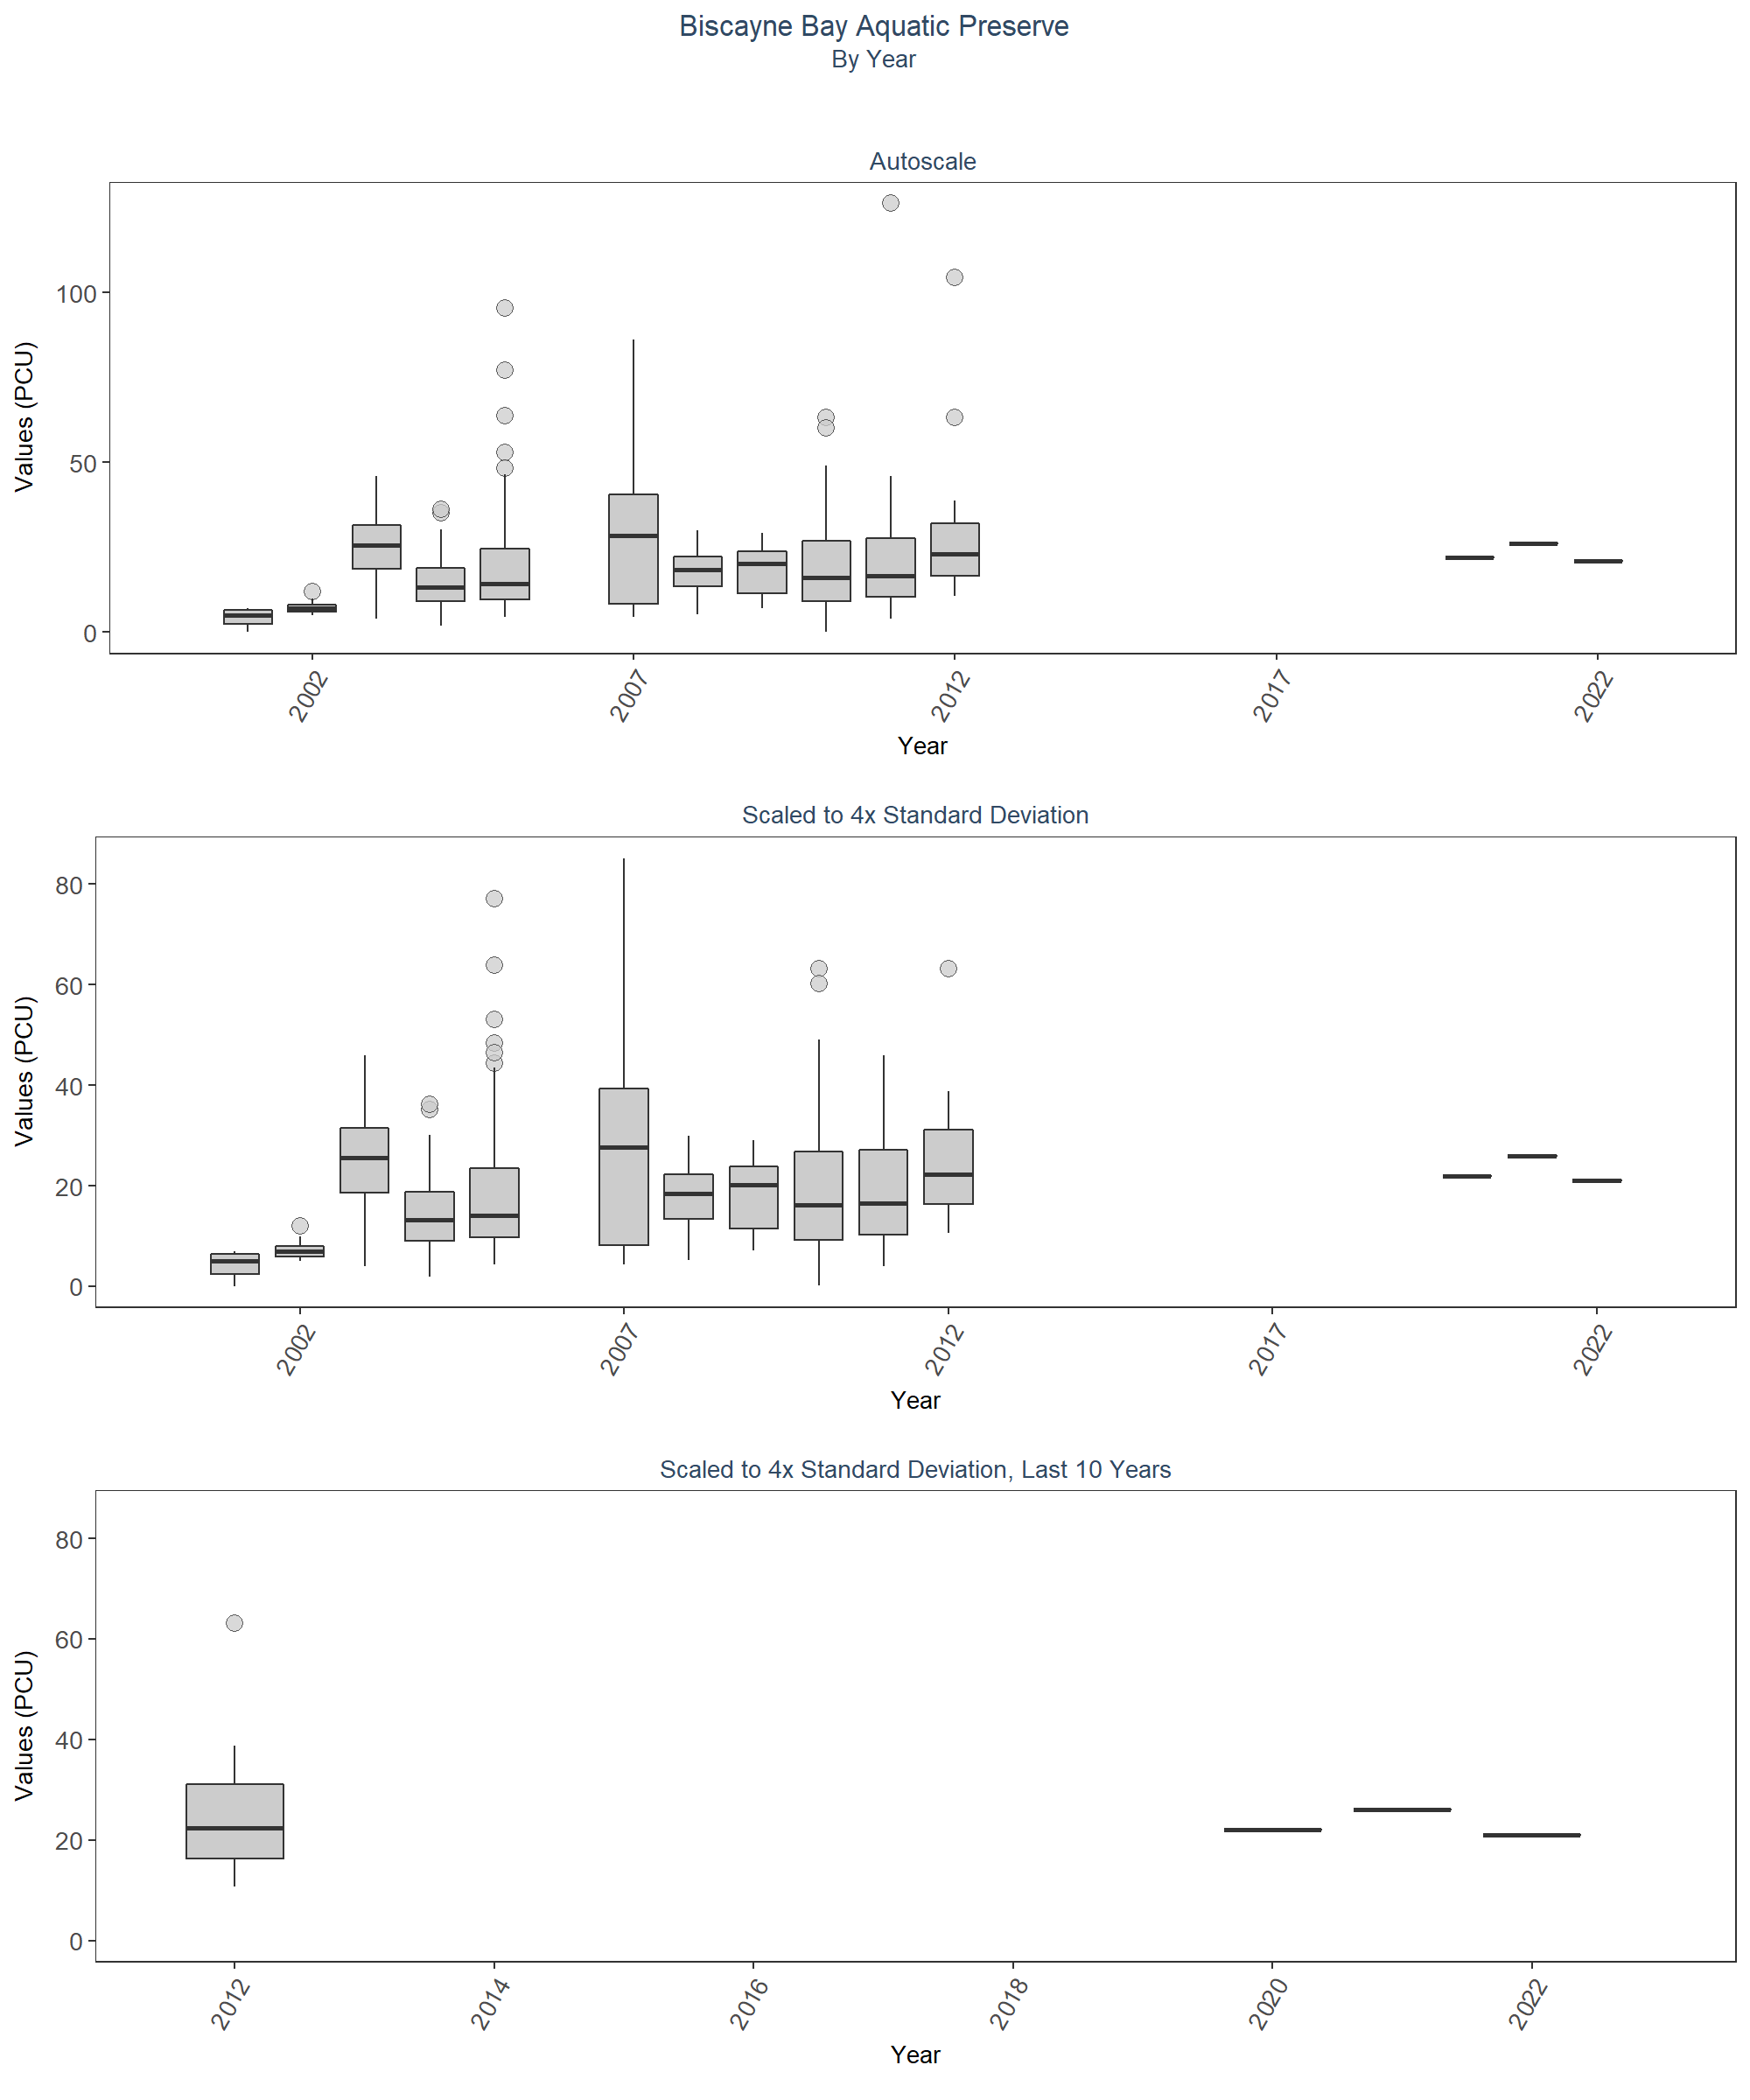 Biscayne Bay Aquatic Preserve
By Year
Autoscale
Values (PCU)
100
50
0
2002 2007 2012 2017 2022
Year
Scaled to 4x Standard Deviation
Values (PCU)
80
60
40
20
0
2002 2007 2012 2017 2022
Year
Scaled to 4x Standard Deviation, Last 10 Years
Values (PCU)
80
60
40
20
0
2012 2014 2016 2018 2020 2022
Year